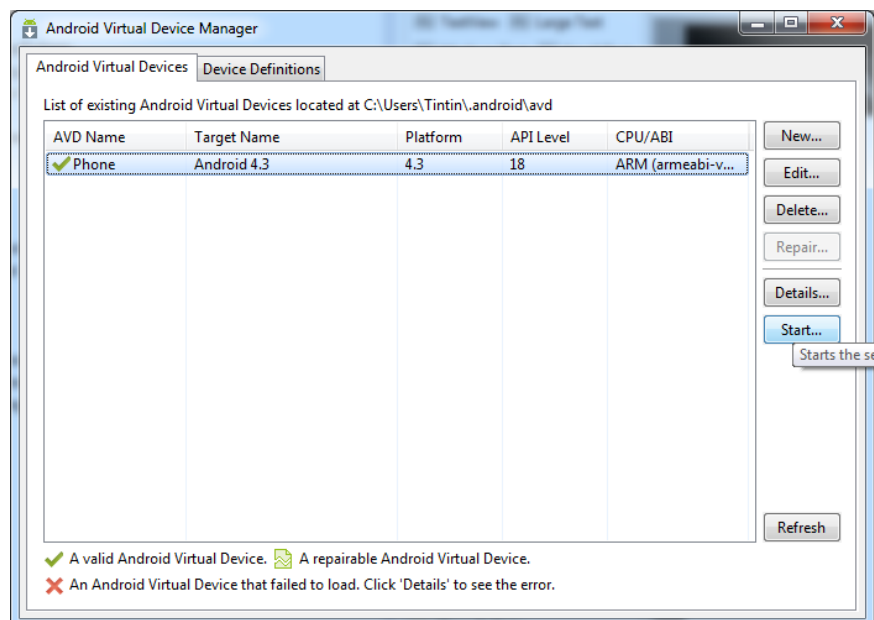 Android Virtual Device Manager
Android Virtual Devices Device Definitions
List of existing Android Virtual Devices located at C:\Users\Tintin\.android\avd
AVD Name Target Name Platform API Level CPU/ABI
Phone Android 4.3 4.3 18 ARM (armeabi-v...
New...
Edit...
Delete...
Repair...
Details...
Start...
Starts the se
Refresh
A valid Android Virtual Device. A repairable Android Virtual Device.
An Android Virtual Device that failed to load. Click 'Details' to see the error.